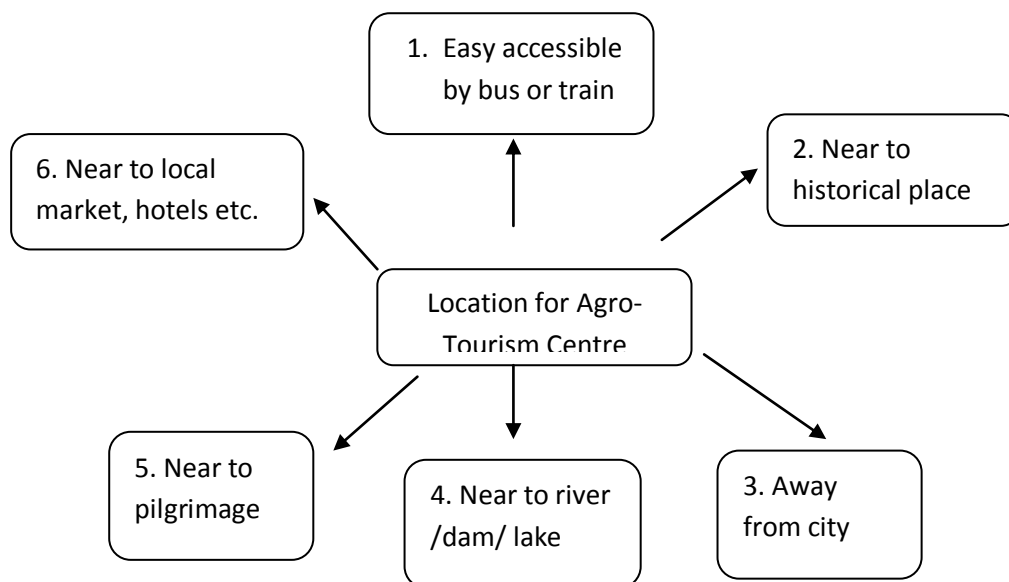 1. Easy accessible
by bus or train
2. Near to
historical place
6. Near to local
market, hotels etc.
Location for Agro-
Tourism Centre
5. Near to
pilgrimage
4. Near to river
/dam/ lake
3. Away
from city